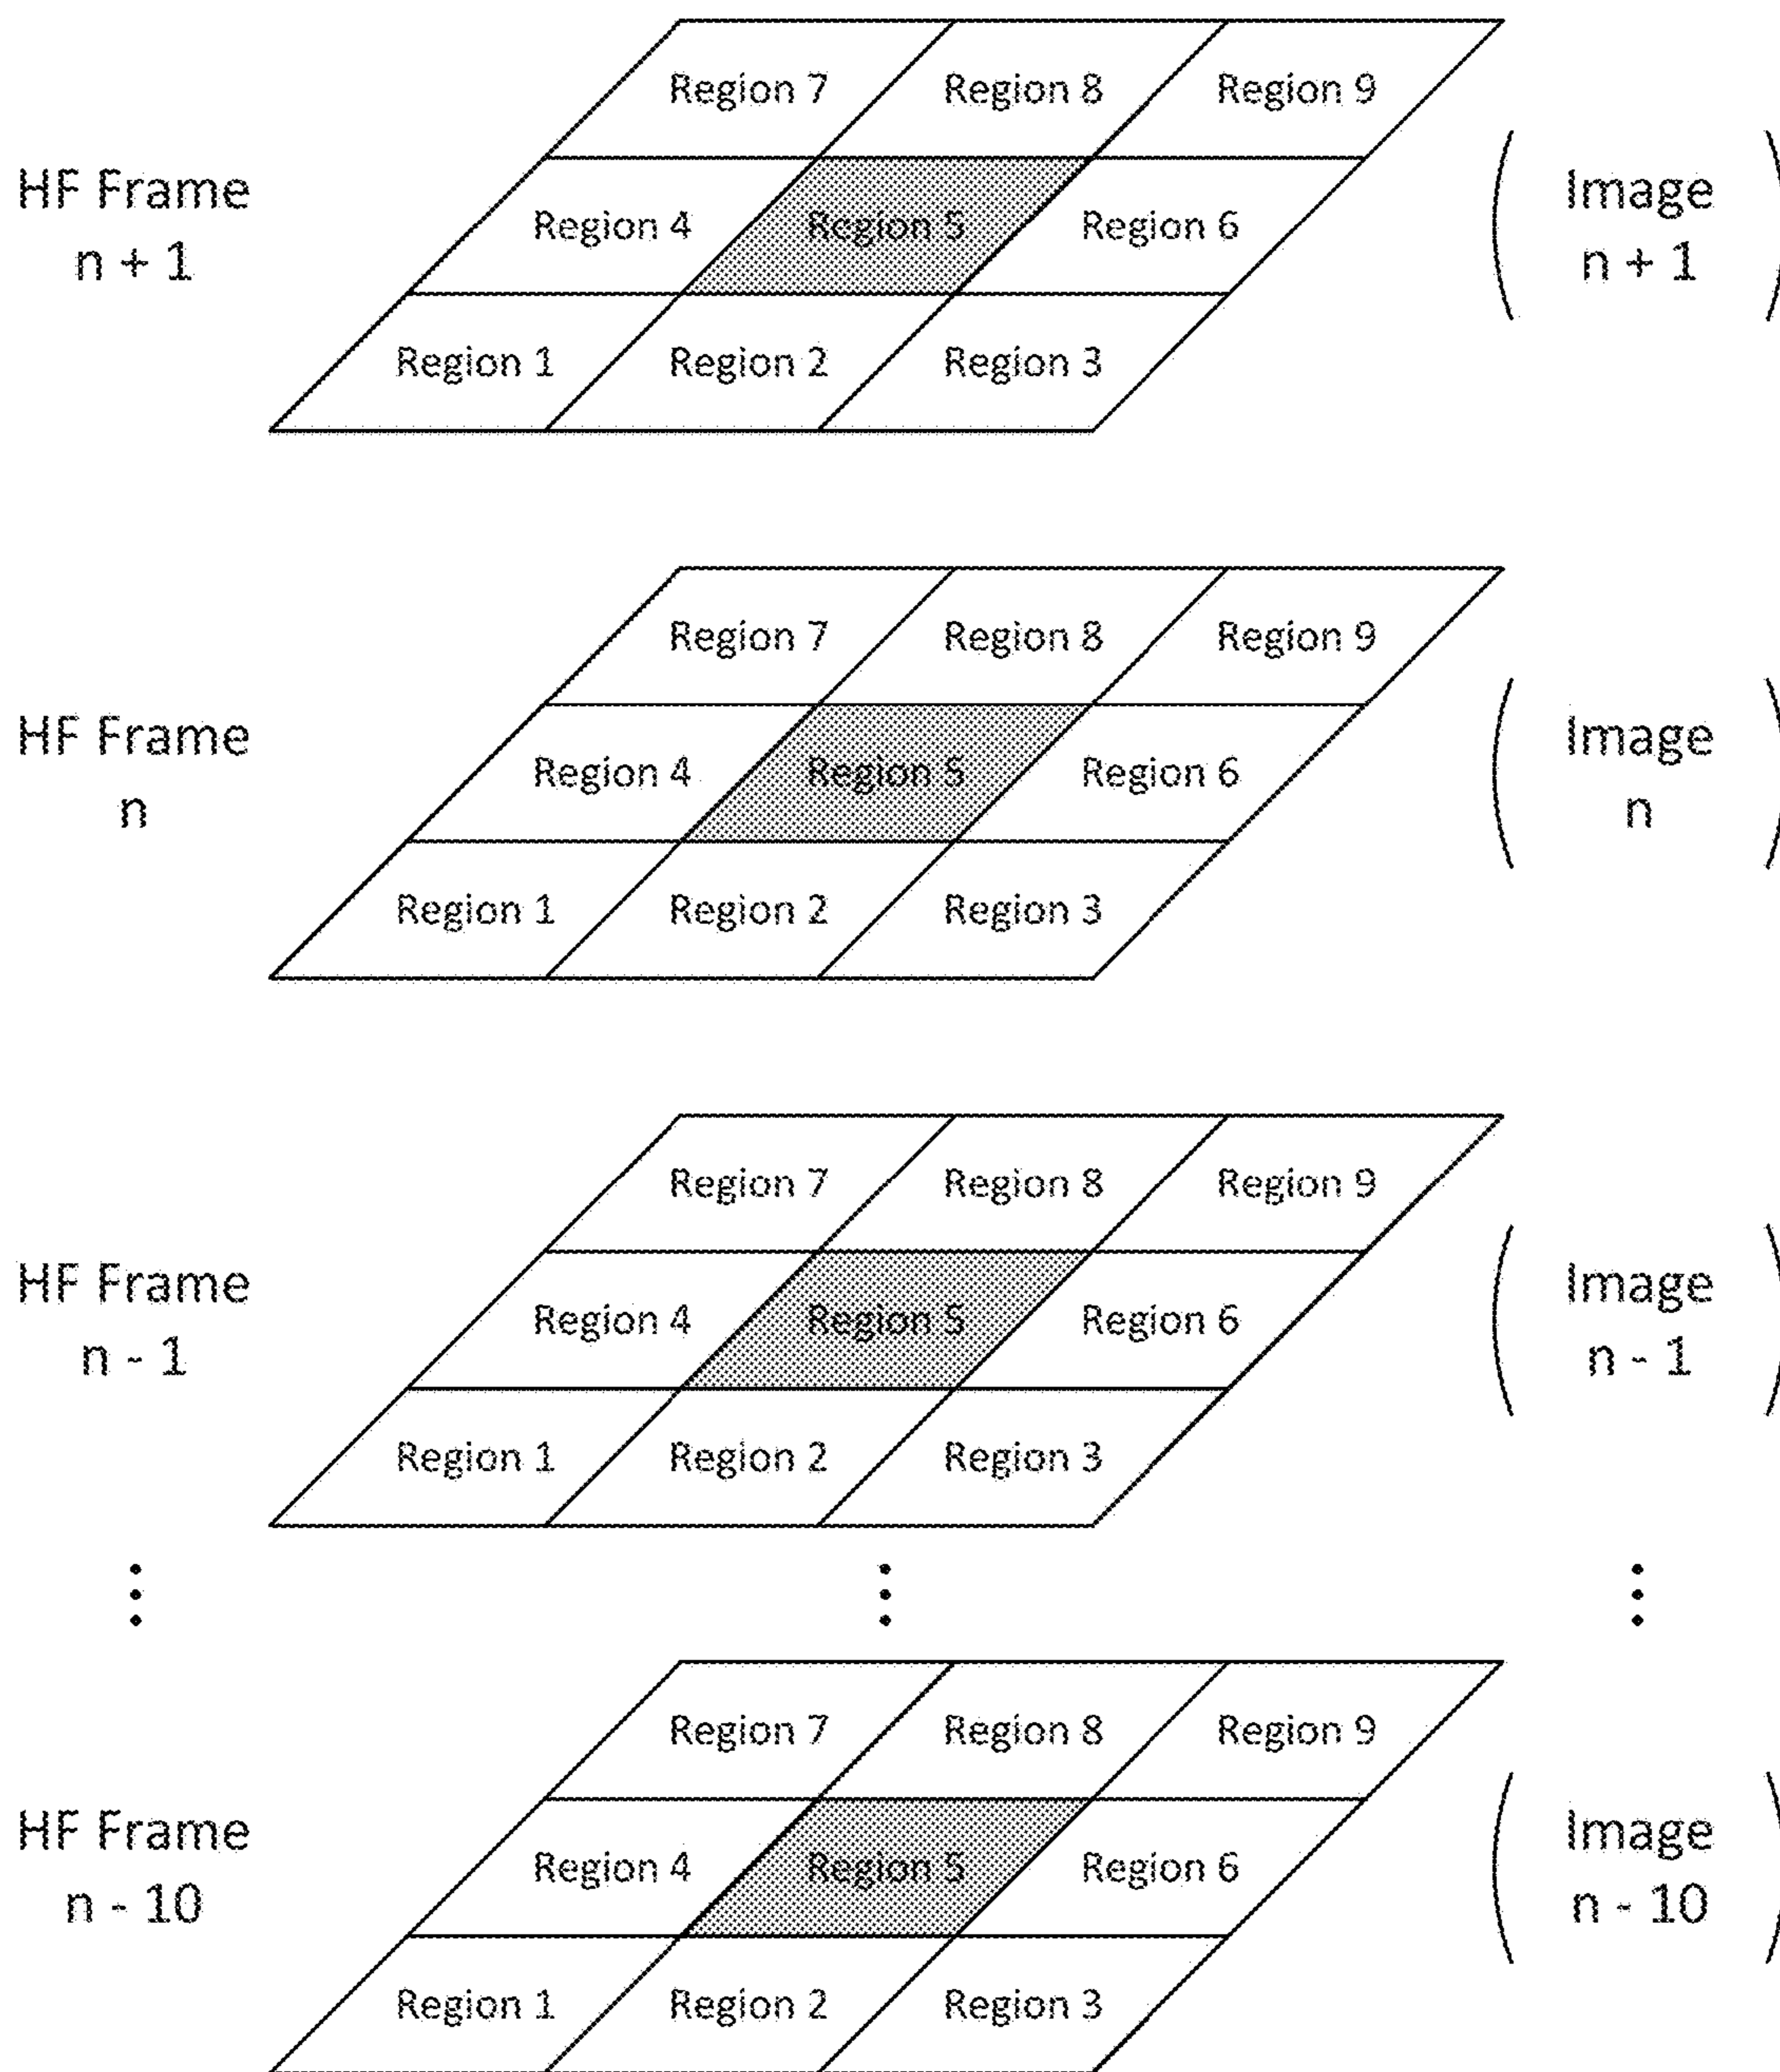 Region 7 Region 8 Region 9
HF Frame
n + 1
Region 4 Region 5 Region 6
( Image
n + 1 )
Region 1 Region 2 Region 3
Region 7 Region 8 Region 9
HF Frame
n
Region 4 Region 5 Region 6
( Image
n )
Region 1 Region 2 Region 3
Region 7 Region 8 Region 9
HF Frame
n - 1
Region 4 Region 5 Region 6
( Image
n - 1 )
Region 1 Region 2 Region 3
Region 7 Region 8 Region 9
HF Frame
n - 10
Region 4 Region 5 Region 6
( Image
n - 10 )
Region 1 Region 2 Region 3